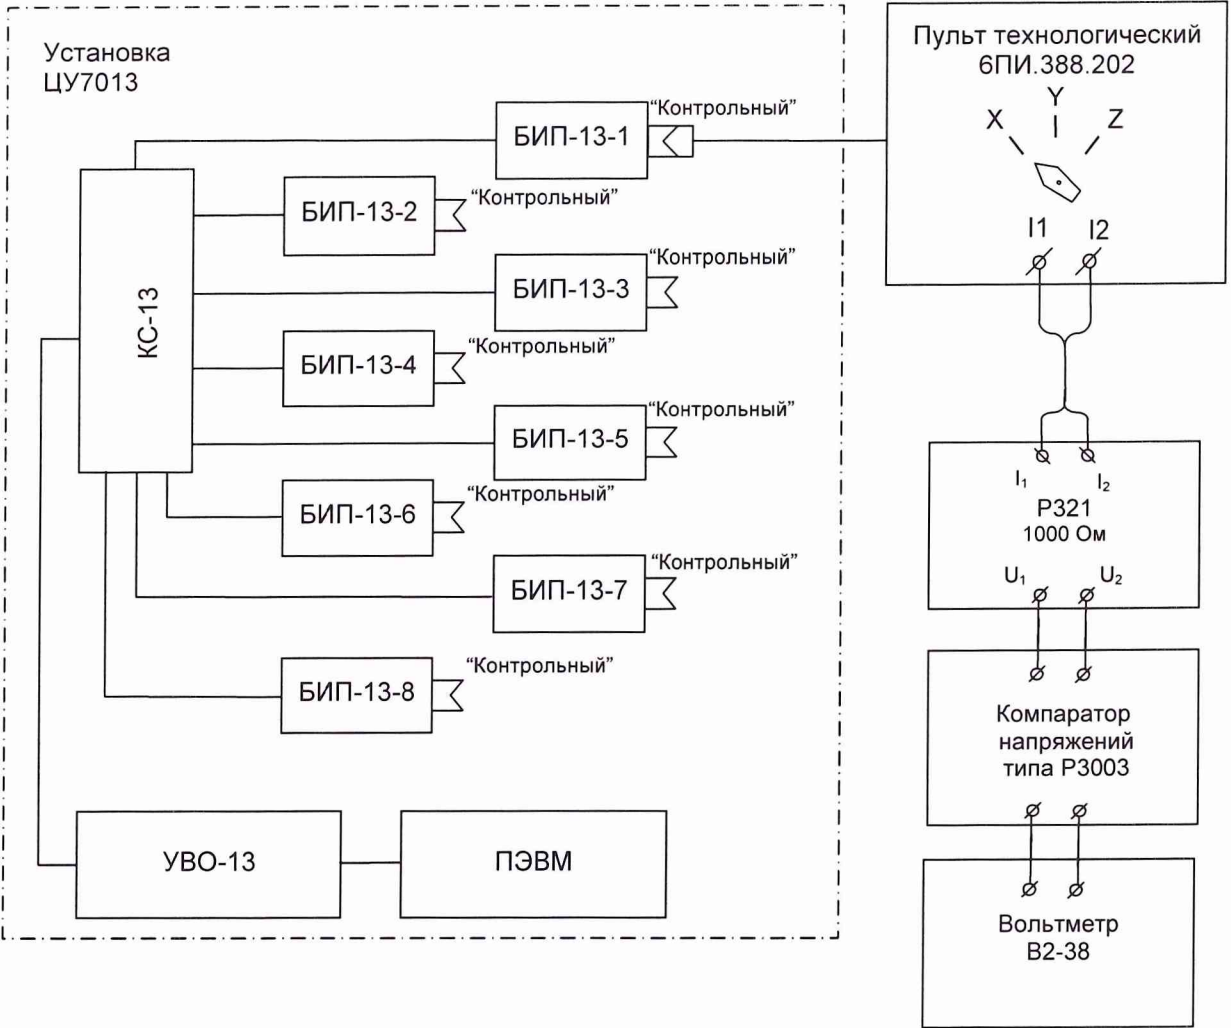 Установка
ЦУ7013
Пульт технологический
6ПИ.388.202
X
Y
Z
I1
I2
БИП-13-1
“Контрольный”
БИП-13-2
“Контрольный”
БИП-13-3
“Контрольный”
КС-13
БИП-13-4
“Контрольный”
БИП-13-5
“Контрольный”
БИП-13-6
“Контрольный”
БИП-13-7
“Контрольный”
БИП-13-8
“Контрольный”
УВО-13
ПЭВМ
I₁
I₂
Р321
1000 Ом
U₁
U₂
Компаратор
напряжений
типа Р3003
Вольтметр
В2-38